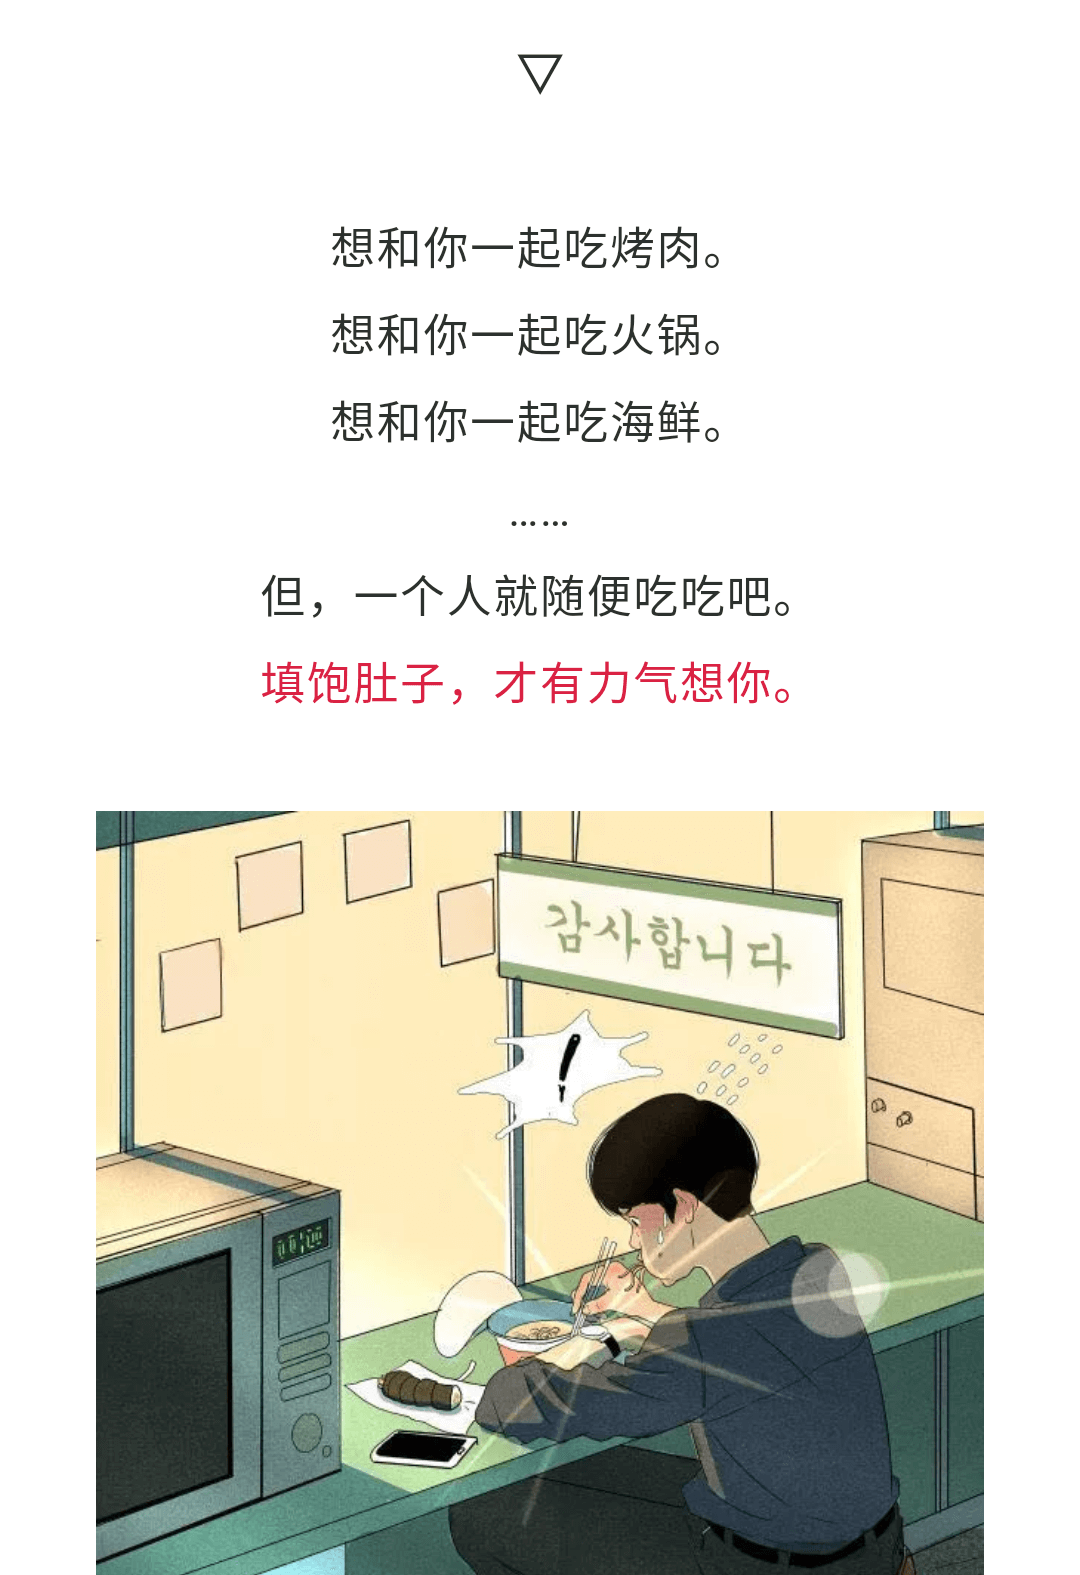 ▽
想和你一起吃烤肉。
想和你一起吃火锅。
想和你一起吃海鲜。
……
但，一个人就随便吃吃吧。
填饱肚子，才有力气想你。
감사합니다
!